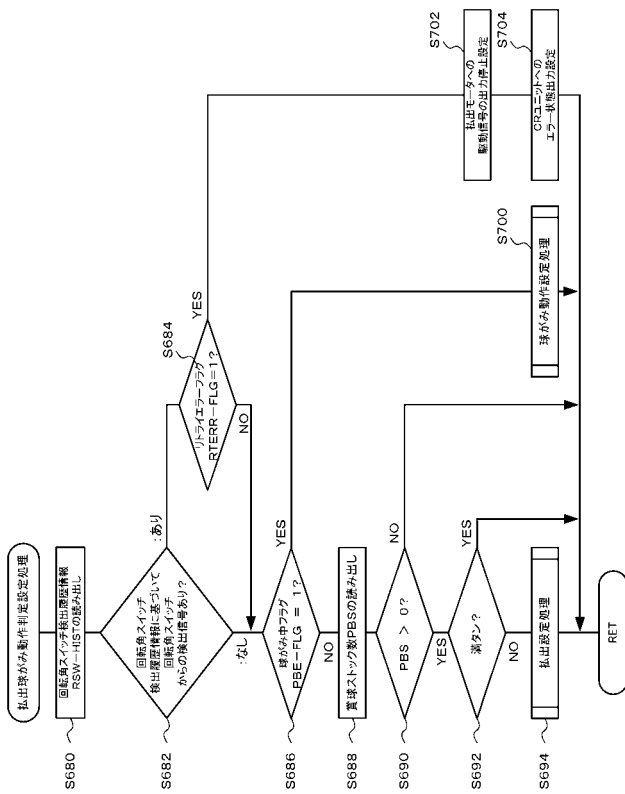 払出球がみ動作判定設定処理
S680
回転角スイッチ検出履歴情報
RSW-HISTの読み出し
S682
回転角スイッチ
検出履歴情報に基づいて
回転角スイッチ
からの検出信号あり?
:あり
:なし
S684
リトライエラーフラグ
RTERR-FLG=1?
YES
NO
S686
球がみ中フラグ
PBE-FLG = 1?
YES
NO
S688
賞球ストック数PBSの読み出し
S690
PBS > 0?
NO
YES
S692
満タン?
YES
NO
S694
払出設定処理
S700
球がみ動作設定処理
S702
払出モータへの
駆動信号の出力停止設定
S704
CRユニットへの
エラー状態出力設定
RET